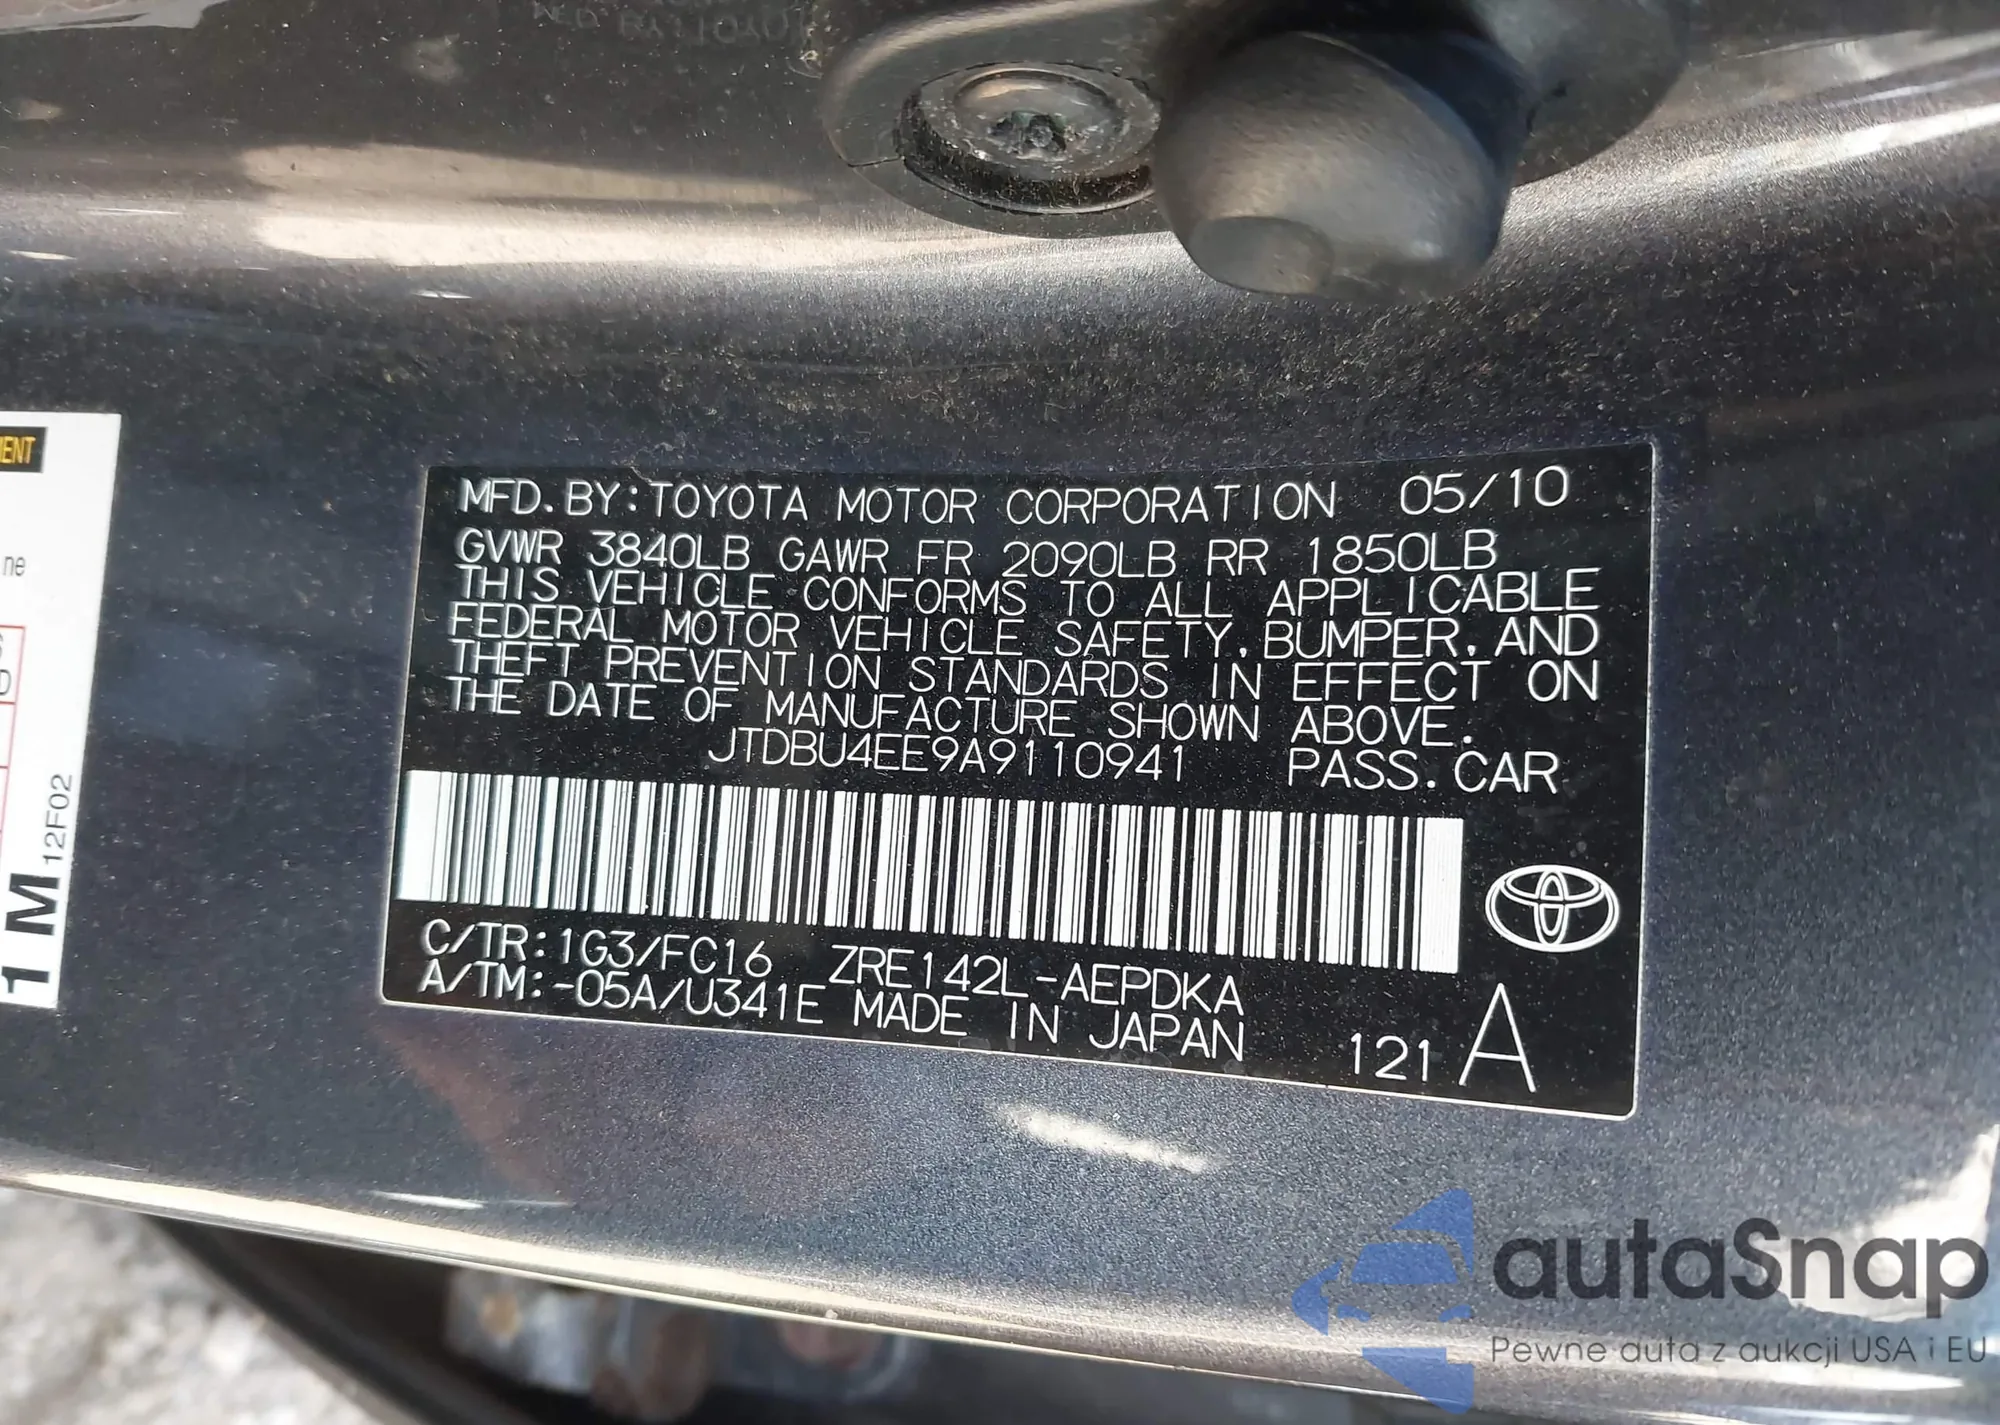 MFD. BY: TOYOTA MOTOR CORPORATION 05/10
GVWR 3840LB GAWR FR 2090LB RR 1850LB
THIS VEHICLE CONFORMS TO ALL APPLICABLE
FEDERAL MOTOR VEHICLE SAFETY, BUMPER, AND
THEFT PREVENTION STANDARDS IN EFFECT ON
THE DATE OF MANUFACTURE SHOWN ABOVE.
JTDBU4EE9A9110941 PASS. CAR
C/TR: 1G3/FC16 ZRE142L-AEPDKA
A/TM: -05A/U341E MADE IN JAPAN
121 A
ne
1 M 12F02
autaSnap
Pewne auta z aukcji USA i EU